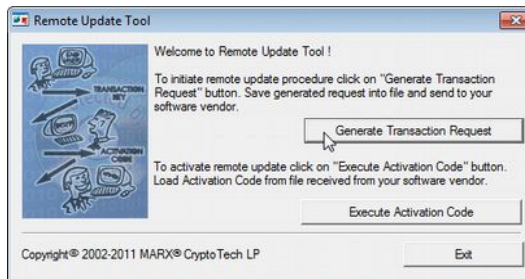 Remote Update Tool
Welcome to Remote Update Tool !
To initiate remote update procedure click on "Generate Transaction
Request" button. Save generated request into file and send to your
software vendor.
Generate Transaction Request
To activate remote update click on "Execute Activation Code" button.
Load Activation Code from file received from your software vendor.
Execute Activation Code
TRANSACTION
KEY
ACTIVATION
CODE
Copyright® 2002-2011 MARX® CryptoTech LP
Exit